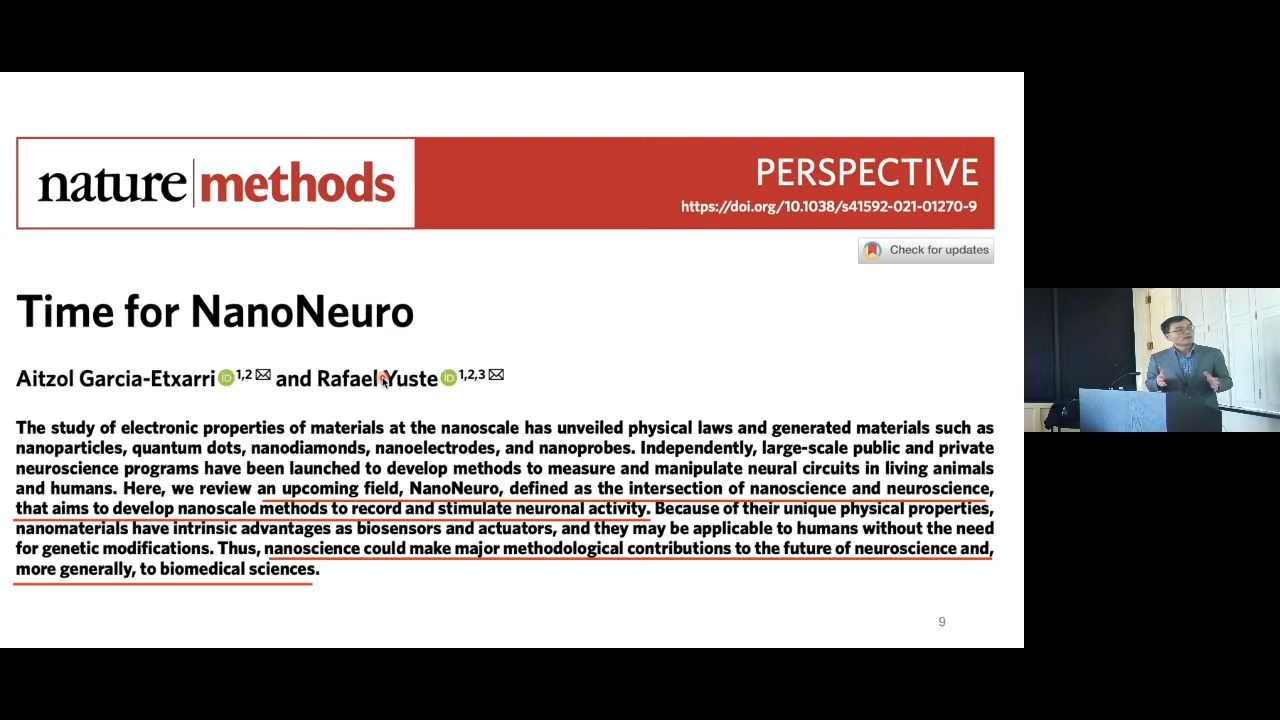 nature methods
PERSPECTIVE
https://doi.org/10.1038/s41592-021-01270-9
Check for updates
Time for NanoNeuro
Aitzol Garcia-Etxarri 1,2 and Rafael Yuste 1,2,3
The study of electronic properties of materials at the nanoscale has unveiled physical laws and generated materials such as
nanoparticles, quantum dots, nanodiamonds, nanoelectrodes, and nanoprobes. Independently, large-scale public and private
neuroscience programs have been launched to develop methods to measure and manipulate neural circuits in living animals
and humans. Here, we review an upcoming field, NanoNeuro, defined as the intersection of nanoscience and neuroscience,
that aims to develop nanoscale methods to record and stimulate neuronal activity. Because of their unique physical properties,
nanomaterials have intrinsic advantages as biosensors and actuators, and they may be applicable to humans without the need
for genetic modifications. Thus, nanoscience could make major methodological contributions to the future of neuroscience and,
more generally, to biomedical sciences.
9